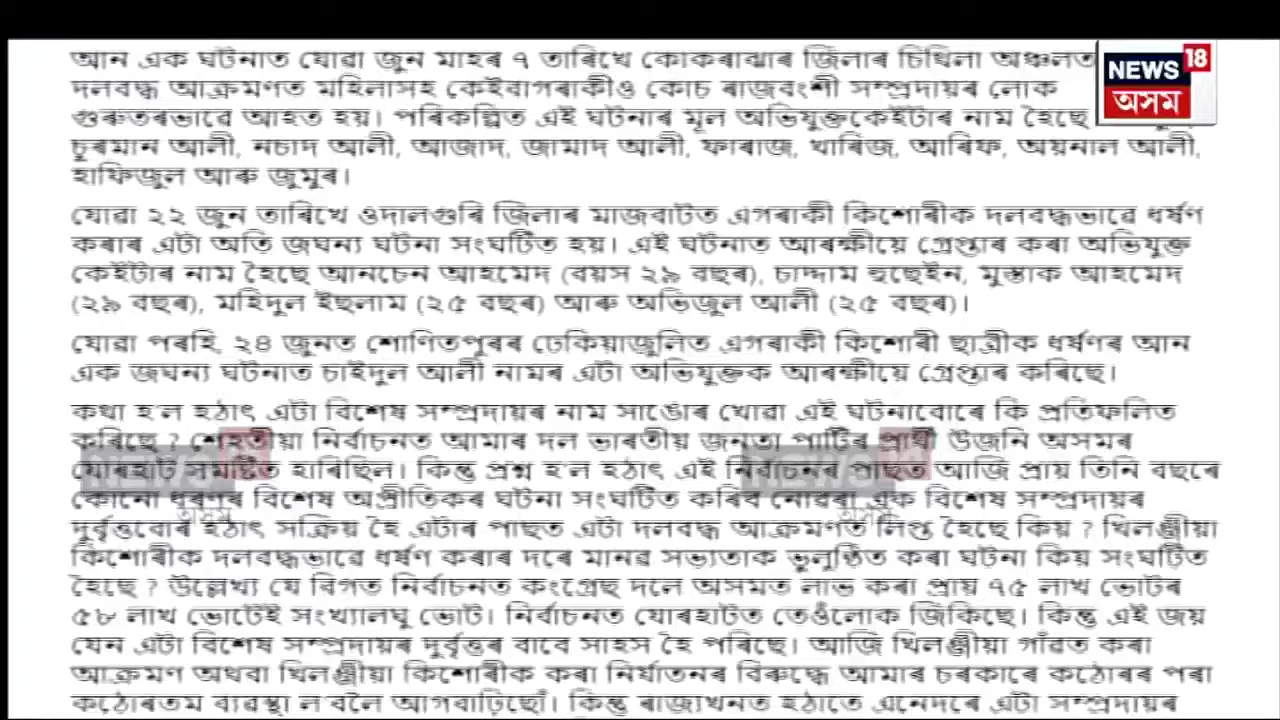 আন এক ঘটনাত যোৱা জুন মাহৰ ৭ তাৰিখে কোকৰাঝাৰ জিলাৰ চিথিলা অঞ্চলত
দলবদ্ধ আক্ৰমণত মহিলাসহ কেইবাগৰাকীও কোচ ৰাজবংশী সম্প্ৰদায়ৰ লোক
গুৰুতৰভাৱে আহত হয়। পৰিকল্পিত এই ঘটনাৰ মূল অভিযুক্তকেইটাৰ নাম হৈছে
চুৰমান আলী, নচাদ আলী, আজাদ, জামাদ আলী, ফাৰাজ, খাৰিজ, আৰিফ, অয়নাল আলী,
হাফিজুল আৰু জুমুৰ।
যোৱা ২২ জুন তাৰিখে ওদালগুৰি জিলাৰ মাজবাটত এগৰাকী কিশোৰীক দলবদ্ধভাৱে ধৰ্ষণ
কৰাৰ এটা অতি জঘন্য ঘটনা সংঘটিত হয়। এই ঘটনাত আৰক্ষীয়ে গ্ৰেপ্তাৰ কৰা অভিযুক্ত
কেইটাৰ নাম হৈছে আনচেন আহমেদ (বয়স ২৯ বছৰ), চাদ্দাম হুছেইন, মুস্তাক আহমেদ
(২৯ বছৰ), মহিদুল ইছলাম (২৫ বছৰ) আৰু অভিজুল আলী (২৫ বছৰ)।
যোৱা পৰহি, ২৪ জুনত শোণিতপুৰৰ ঢেকিয়াজুলিত এগৰাকী কিশোৰী ছাত্ৰীক ধৰ্ষণৰ আন
এক জঘন্য ঘটনাত চাইদুল আলী নামৰ এটা অভিযুক্তক আৰক্ষীয়ে গ্ৰেপ্তাৰ কৰিছে।
কথা হ'ল হঠাৎ এটা বিশেষ সম্প্ৰদায়ৰ নাম সাঙোৰ খোৱা এই ঘটনাবোৰে কি প্ৰতিফলিত
কৰিছে ? শেহতীয়া নিৰ্বাচনত আমাৰ দল ভাৰতীয় জনতা পাৰ্টিৰ প্ৰাৰ্থী উজনি অসমৰ
যোৰহাট সমষ্টিত হাৰিছিল। কিন্তু প্ৰশ্ন হ'ল হঠাৎ এই নিৰ্বাচনৰ পাছত আজি প্ৰায় তিনি বছৰে
কোনো ধৰণৰ বিশেষ অপ্ৰীতিকৰ ঘটনা সংঘটিত কৰিব নোৱৰা এক বিশেষ সম্প্ৰদায়ৰ
দুৰ্বৃত্তবোৰ হঠাৎ সক্ৰিয় হৈ এটাৰ পাছত এটা দলবদ্ধ আক্ৰমণত লিপ্ত হৈছে কিয় ? থিলঞ্জীয়া
কিশোৰীক দলবদ্ধভাৱে ধৰ্ষণ কৰাৰ দৰে মানৱ সভ্যতাক ভুলুণ্ঠিত কৰা ঘটনা কিয় সংঘটিত
হৈছে ? উল্লেখ্য যে বিগত নিৰ্বাচনত কংগ্ৰেছ দলে অসমত লাভ কৰা প্ৰায় ৭৫ লাখ ভোটৰ
৫৮ লাখ ভোটেই সংখ্যালঘু ভোট। নিৰ্বাচনত যোৰহাটত তেওঁলোক জিকিছে। কিন্তু এই জয়
যেন এটা বিশেষ সম্প্ৰদায়ৰ দুৰ্বৃত্তৰ বাবে সাহস হৈ পৰিছে। আজি থিলঞ্জীয়া গাঁৱত কৰা
আক্ৰমণ অথবা থিলঞ্জীয়া কিশোৰীক কৰা নিৰ্যাতনৰ বিৰুদ্ধে আমাৰ চৰকাৰে কঠোৰৰ পৰা
কঠোৰতম ব্যৱস্থা ল'বলৈ আগবাঢ়িছোঁ। কিন্তু ৰাজ্যখনত হঠাতে এনেদৰে এটা সম্প্ৰদায়ৰ
NEWS 18
অসম